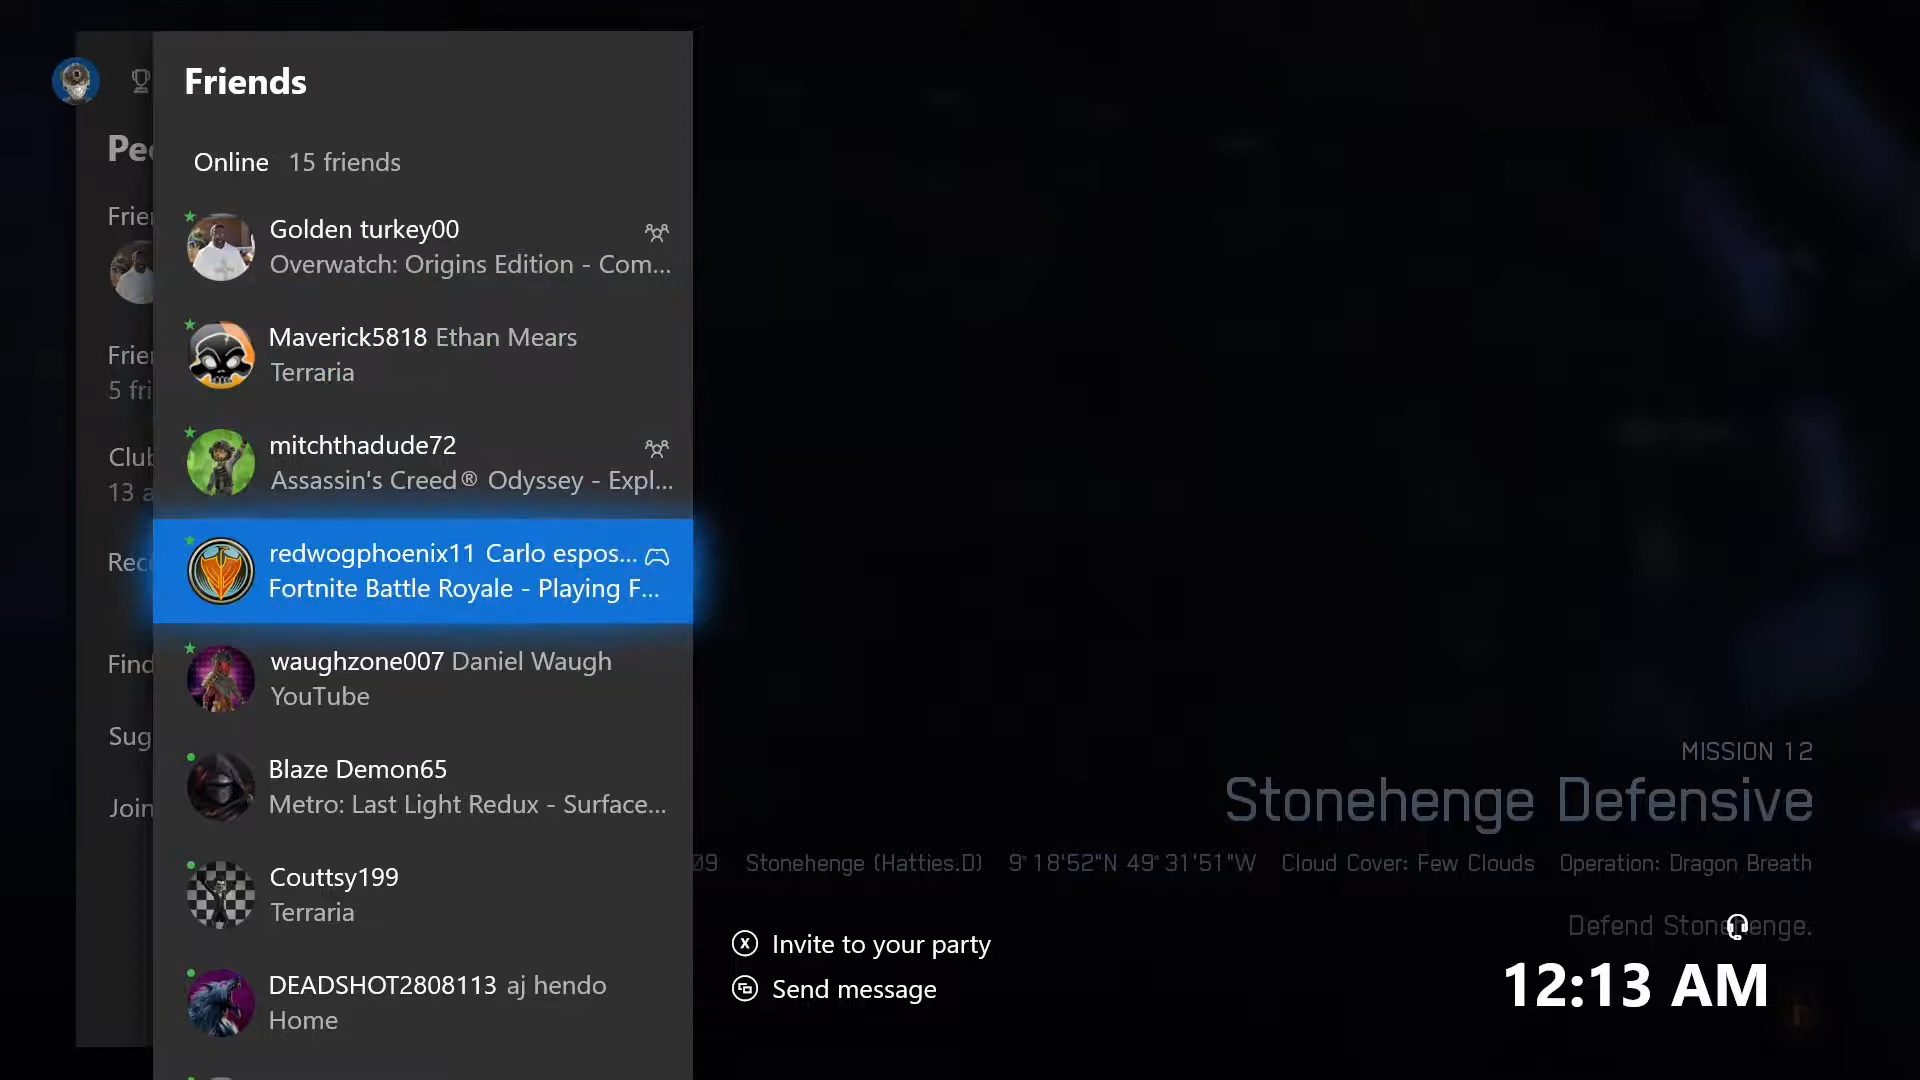 Friends
Pe
Online 15 friends
Frie
Golden turkey00
Overwatch: Origins Edition - Com...
Maverick5818 Ethan Mears
Terraria
Frie
5 fri
mitchthadude72
Assassin's Creed® Odyssey - Expl...
Club
13 a
redwogphoenix11 Carlo espos...
Fortnite Battle Royale - Playing F...
Rec
waughzone007 Daniel Waugh
YouTube
Find
Sug
Blaze Demon65
Metro: Last Light Redux - Surface...
Join
Couttsy199
Terraria
DEADSHOT2808113 aj hendo
Home
MISSION 12
Stonehenge Defensive
09 Stonehenge (Hatties.D) 9°18'52"N 49°31'51"W Cloud Cover: Few Clouds Operation: Dragon Breath
Defend Stonehenge.
X Invite to your party
Send message
12:13 AM